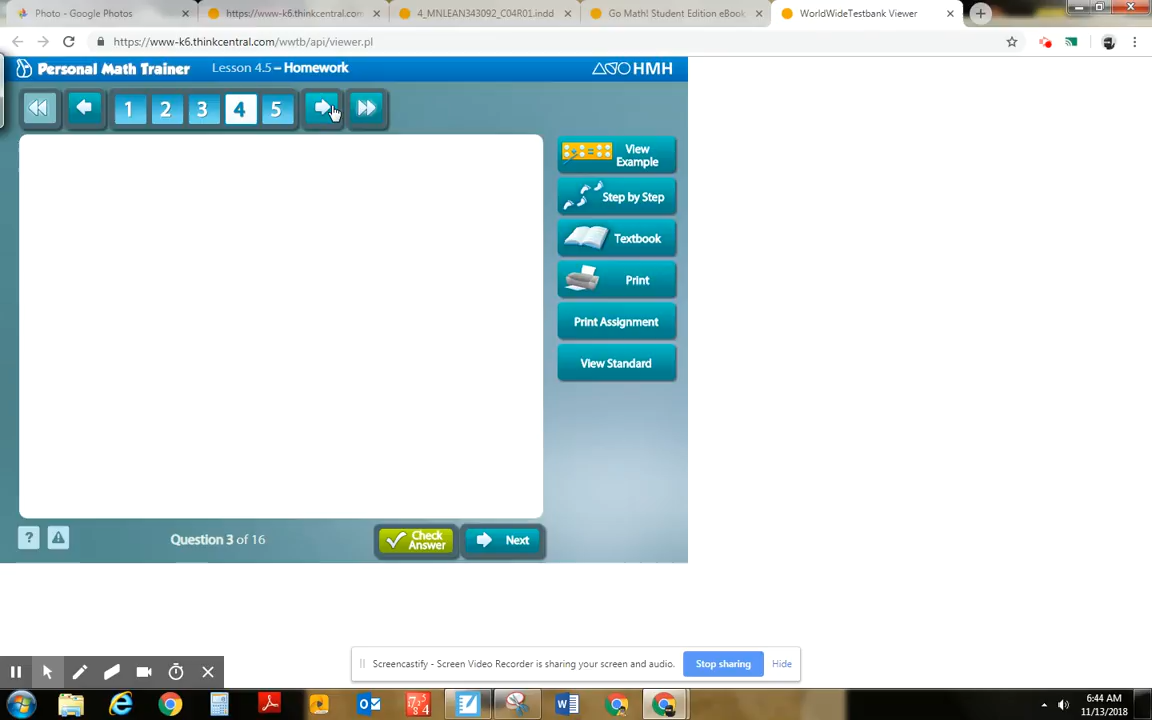 Photo - Google Photos
https://www-k6.thinkcentral.con
4_MNLEAN343092_C04R01.indd
Go Math! Student Edition eBook
WorldWideTestbank Viewer
https://www-k6.thinkcentral.com/wwtb/api/viewer.pl
Personal Math Trainer
Lesson 4.5 – Homework
HMH
1 2 3 4 5
View Example
Step by Step
Textbook
Print
Print Assignment
View Standard
?
Question 3 of 16
Check Answer
Next
Screencastify - Screen Video Recorder is sharing your screen and audio.
Stop sharing
Hide
6:44 AM
11/13/2018